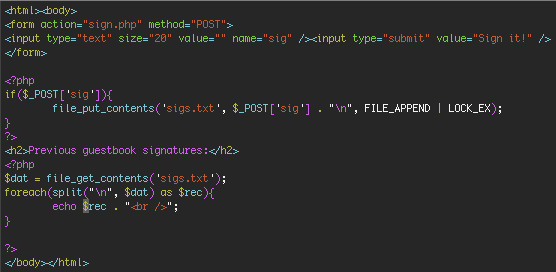 <html><body>
<form action="sign.php" method="POST">
<input type="text" size="20" value="" name="sig" /><input type="submit" value="Sign it!" />
</form>
<?php
if($_POST['sig']){
file_put_contents('sigs.txt', $_POST['sig'] . "\n", FILE_APPEND | LOCK_EX);
}
?>
<h2>Previous guestbook signatures:</h2>
<?php
$dat = file_get_contents('sigs.txt');
foreach(split("\n", $dat) as $rec){
echo $rec . "<br />";
}
?>
</body></html>